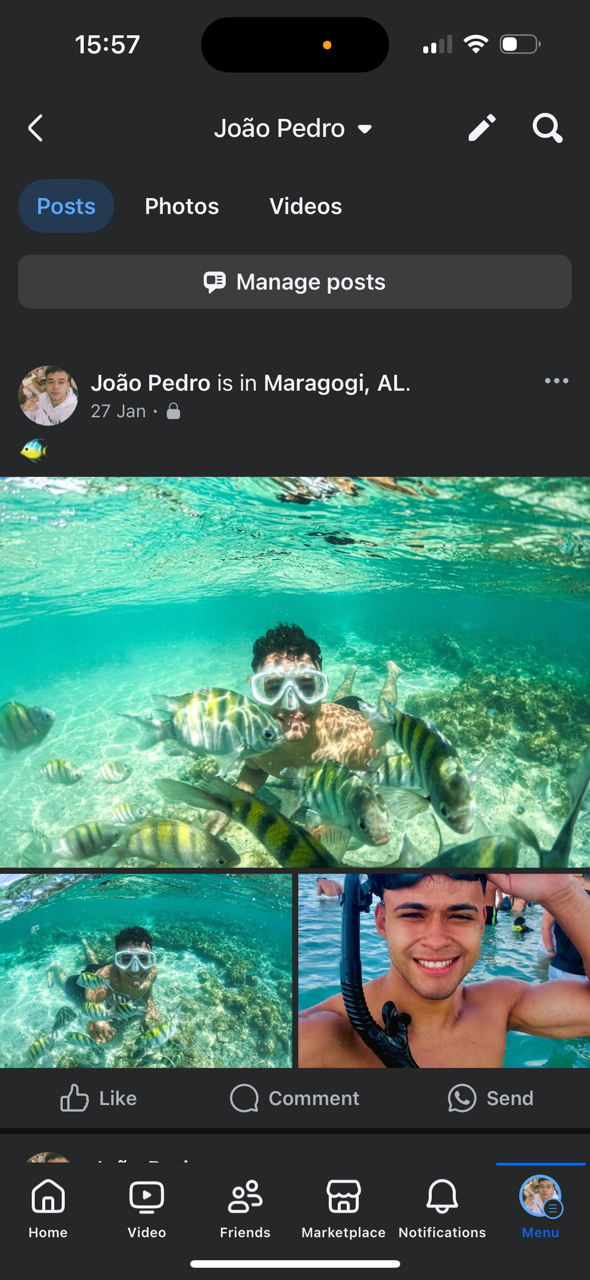 15:57
João Pedro
Posts Photos Videos
Manage posts
João Pedro is in Maragogi, AL.
27 Jan ·
Like Comment Send
Home Video Friends Marketplace Notifications Menu